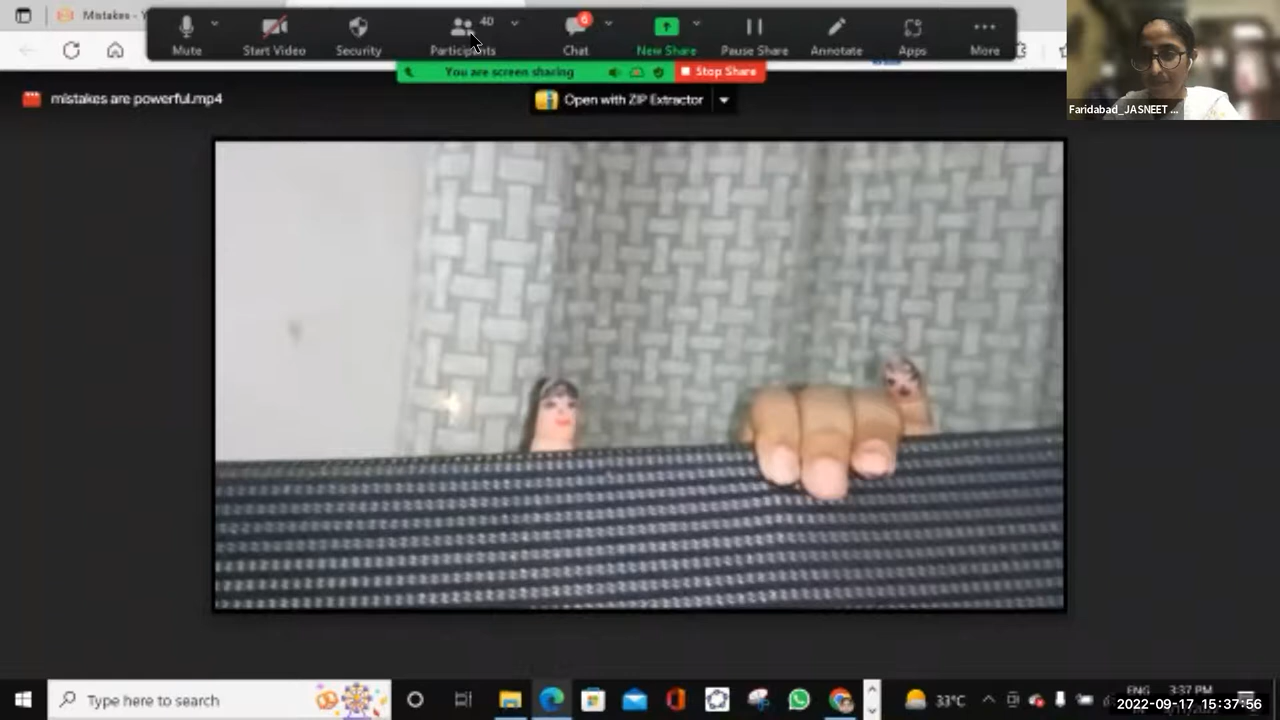 Mistakes - Y
40
6
Mute
Start Video
Security
Participants
Chat
New Share
Pause Share
Annotate
Apps
More
You are screen sharing
Stop Share
Faridabad_JASNEET ...
mistakes are powerful.mp4
Open with ZIP Extractor
Type here to search
33°C
ENG
3:37 PM
2022-09-17 15:37:56